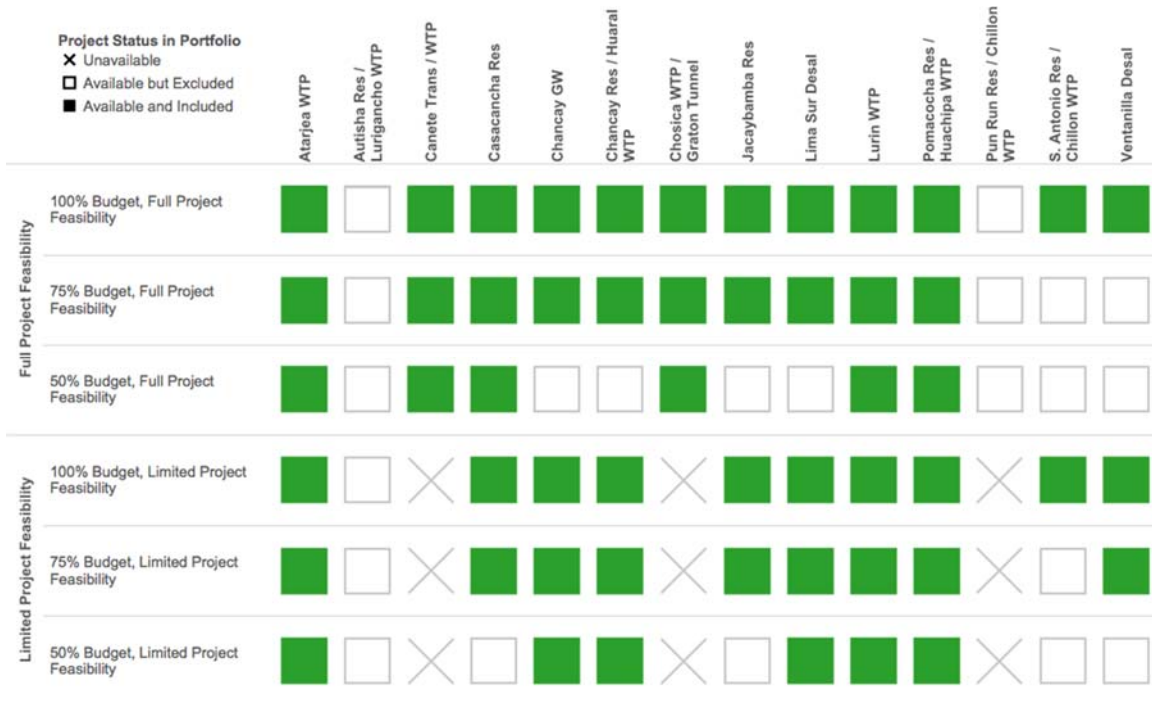 Project Status in Portfolio
Unavailable
Available but Excluded
Available and Included
Atarjea WTP
Autisha Res /
Lurigancho WTP
Canete Trans / WTP
Casacancha Res
Chancay GW
Chancay Res / Huaral
WTP
Chosica WTP /
Graton Tunnel
Jacaybamba Res
Lima Sur Desal
Lurin WTP
Pomacocha Res /
Huachipa WTP
Pun Run Res / Chillon
WTP
S. Antonio Res /
Chillon WTP
Ventanilla Desal
Full Project Feasibility
100% Budget, Full Project
Feasibility
75% Budget, Full Project
Feasibility
50% Budget, Full Project
Feasibility
Limited Project Feasibility
100% Budget, Limited Project
Feasibility
75% Budget, Limited Project
Feasibility
50% Budget, Limited Project
Feasibility